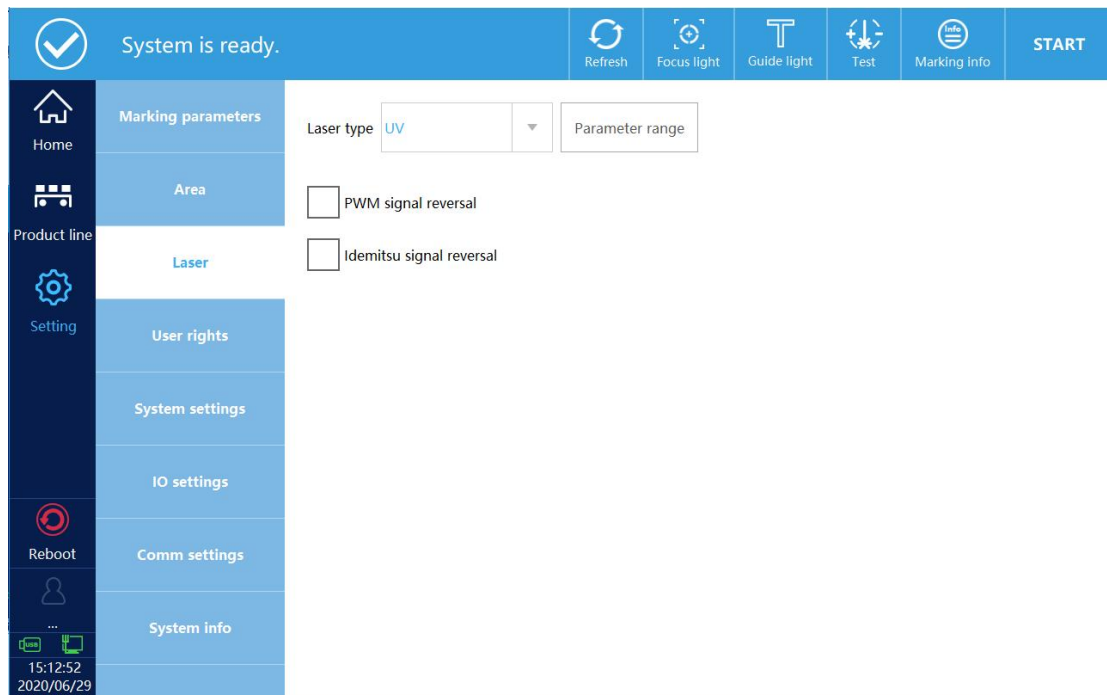 System is ready.
Refresh
Focus light
Guide light
Test
Info
Marking info
START
Home
Product line
Setting
Reboot
...
USB
15:12:52
2020/06/29
Marking parameters
Area
Laser
User rights
System settings
IO settings
Comm settings
System info
Laser type UV
Parameter range
PWM signal reversal
Idemitsu signal reversal